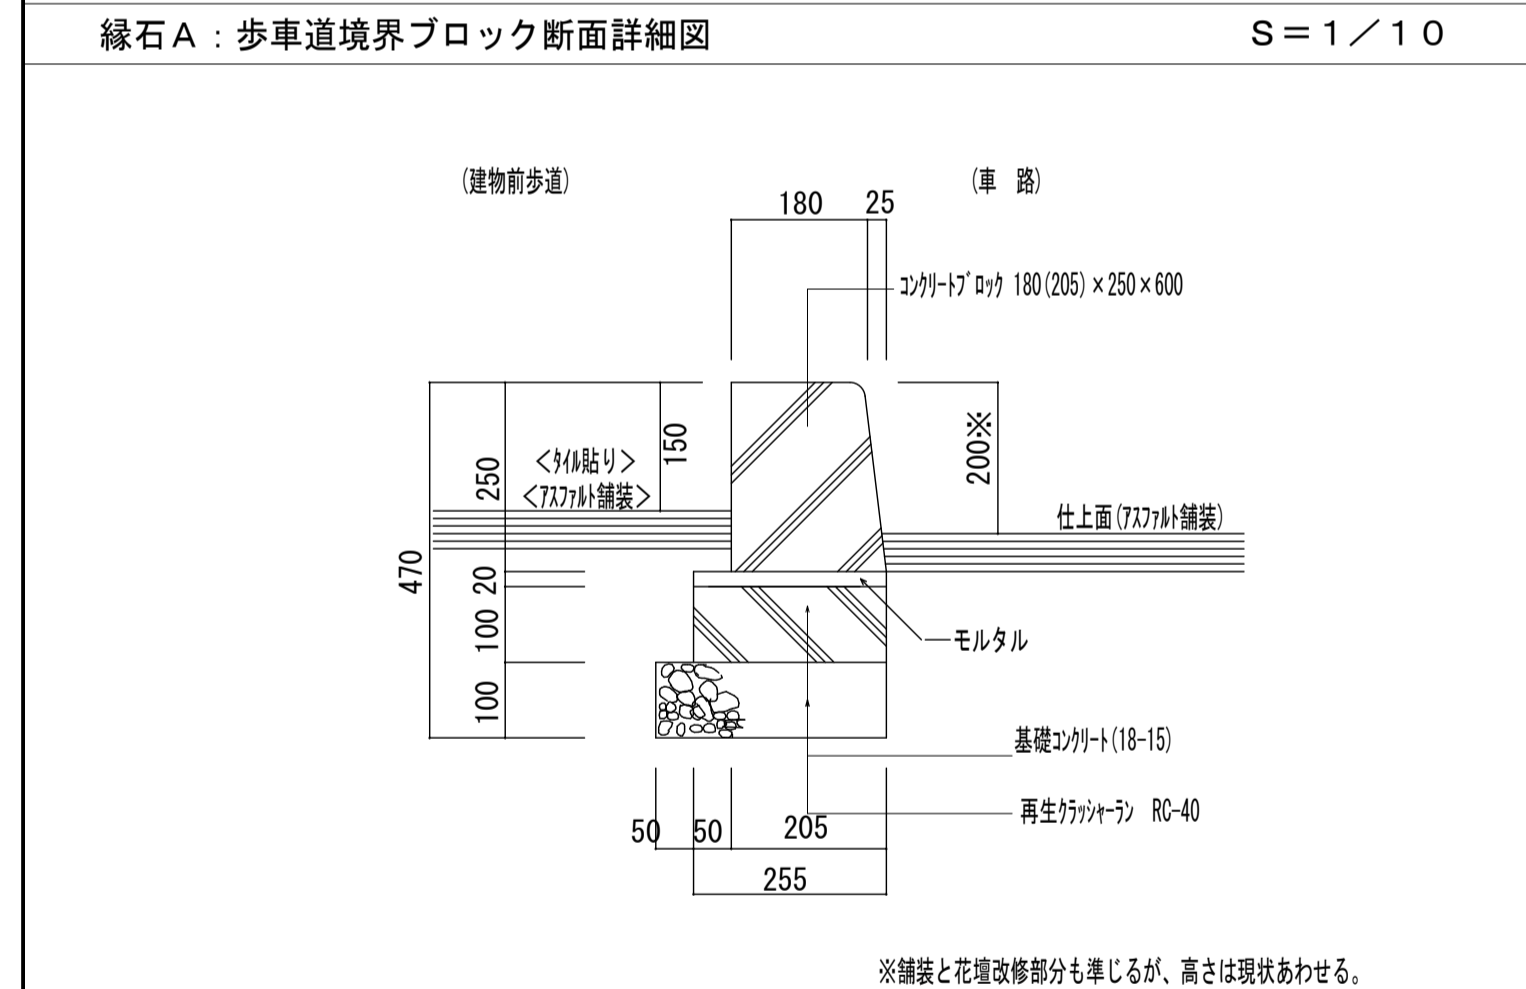 縁石A：歩車道境界ブロック断面詳細図
S＝1／10
(建物前歩道)
(車　路)
180
25
ｺﾝｸﾘｰﾄﾌﾞﾛｯｸ 180(205)×250×600
150
200※
250
<ﾀｲﾙ貼り>
<ｱｽﾌｧﾙﾄ舗装>
仕上面(ｱｽﾌｧﾙﾄ舗装)
470
20
100
モルタル
100
基礎ｺﾝｸﾘｰﾄ(18-15)
再生ｸﾗｯｼｬｰﾗﾝ　RC-40
50
50
205
255
※舗装と花壇改修部分も準じるが、高さは現状あわせる。